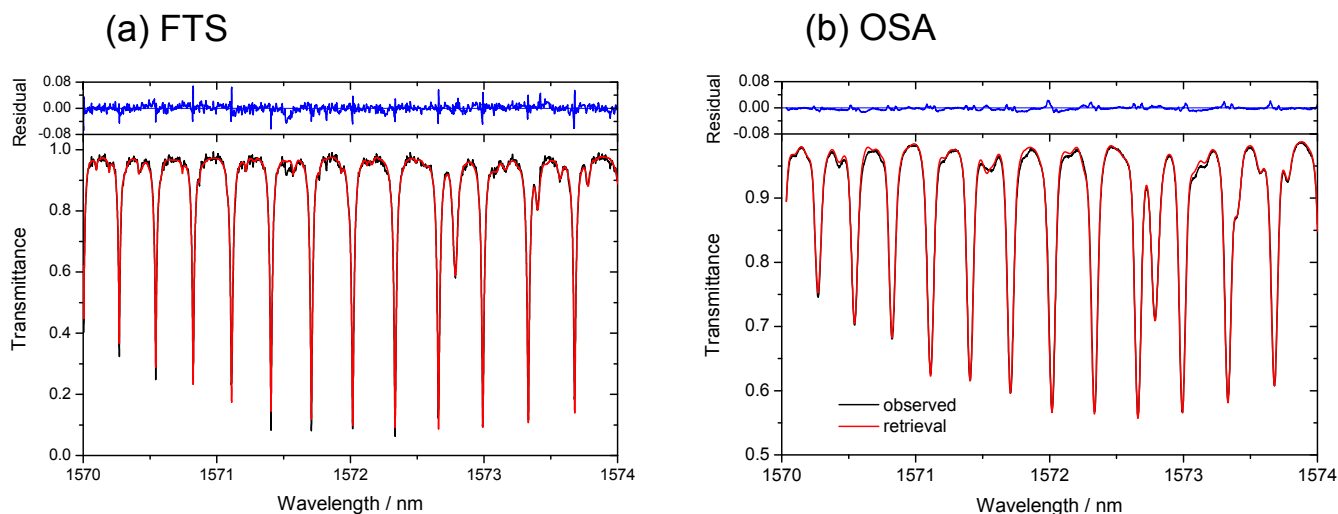 (a) FTS
0.08
0.00
-0.08
Residual
1.0
0.8
0.6
0.4
0.2
0.0
Transmittance
1570
1571
1572
1573
1574
Wavelength / nm
(b) OSA
0.08
0.00
-0.08
Residual
0.9
0.8
0.7
0.6
0.5
Transmittance
observed
retrieval
1570
1571
1572
1573
1574
Wavelength / nm